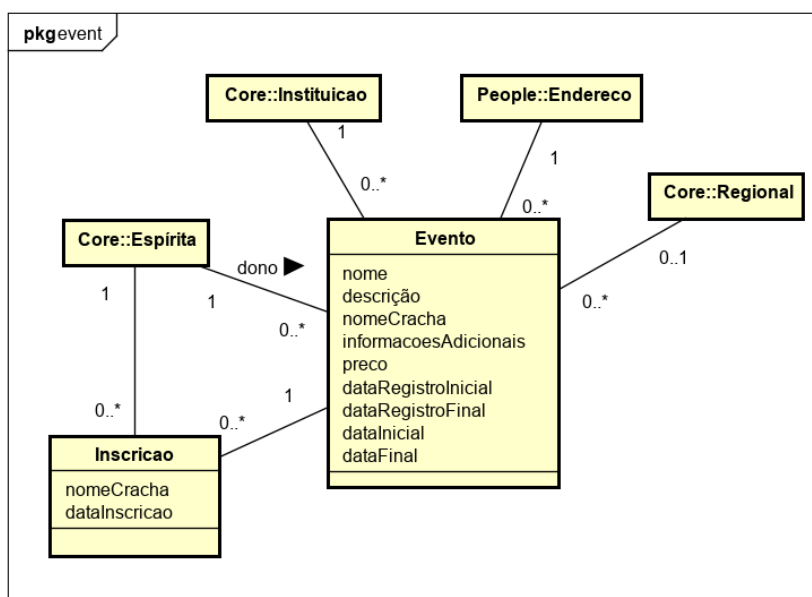 pkg event
Core::Instituicao
People::Endereco
1
0..*
1
0..*
Core::Regional
0..1
0..*
Core::Espírita
dono ▶
1
0..*
1
0..*
1
0..*
Evento
nome
descrição
nomeCracha
informacoesAdicionais
preco
dataRegistroInicial
dataRegistroFinal
dataInicial
dataFinal
Inscricao
nomeCracha
dataInscricao